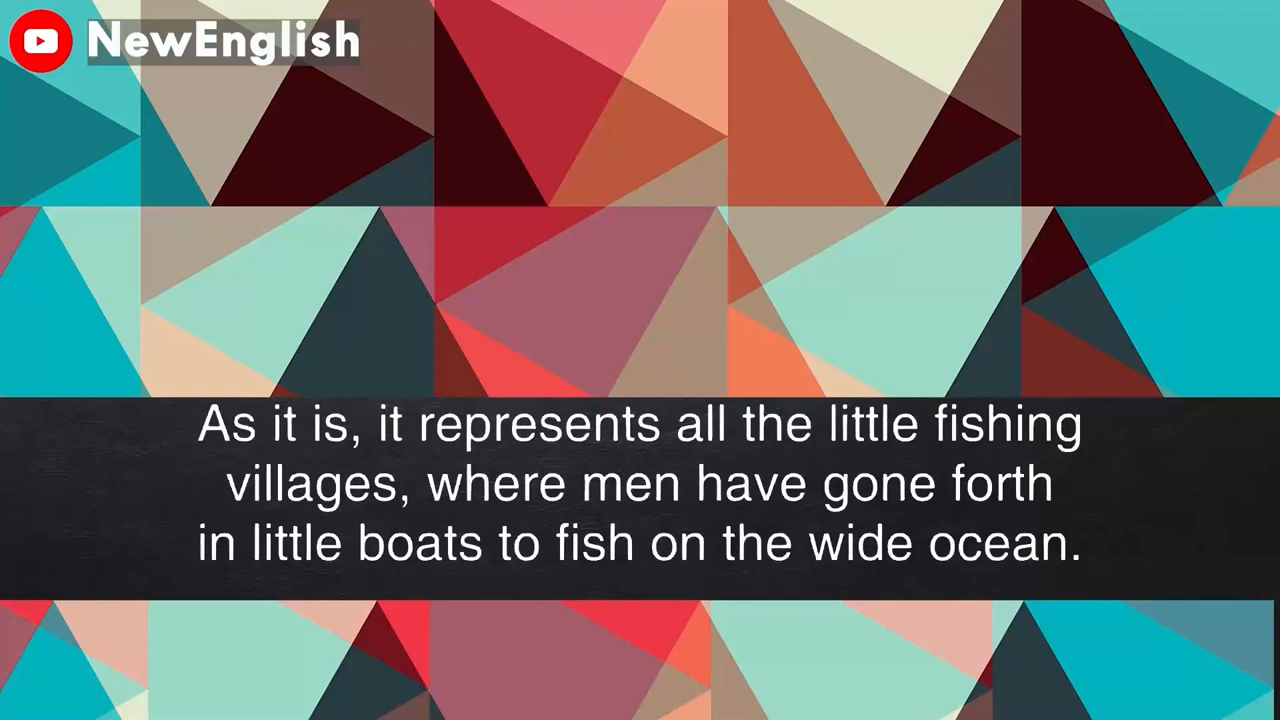 NewEnglish
As it is, it represents all the little fishing
villages, where men have gone forth
in little boats to fish on the wide ocean.